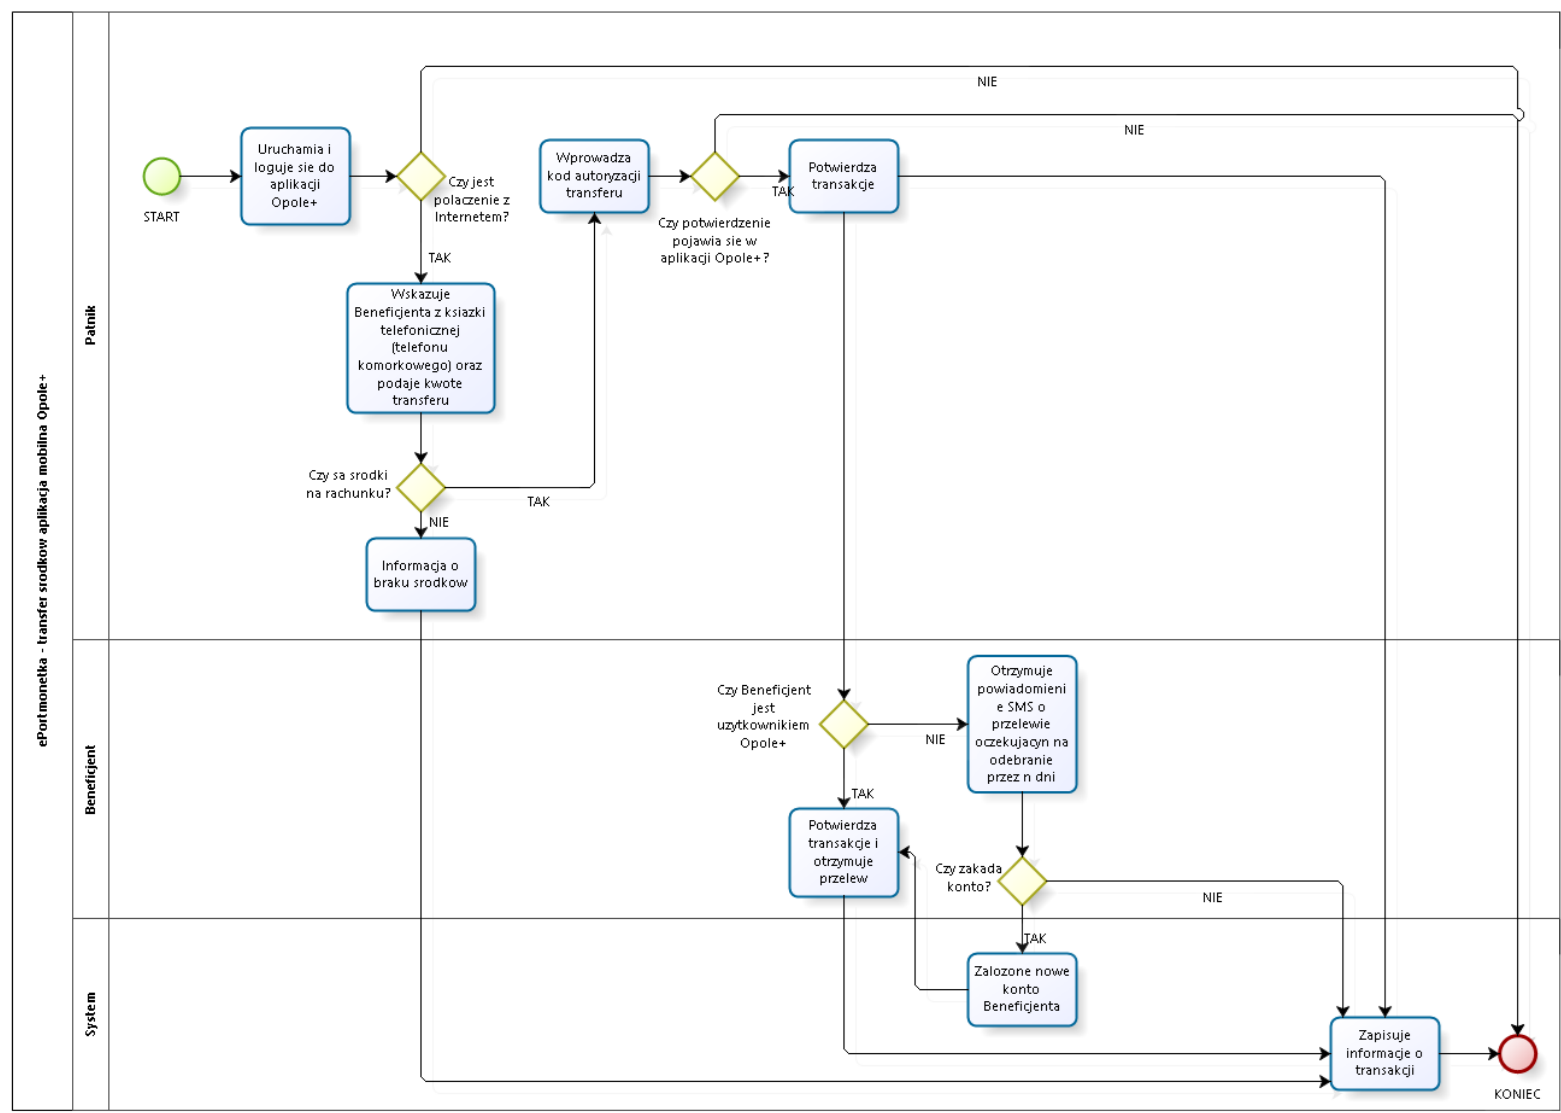 ePortmonetka - transfer srodkow aplikacja mobilna Opole+
Patnik
NIE
NIE
START
Uruchamia i
loguje sie do
aplikacji
Opole+
Czy jest
polaczenie z
Internetem?
TAK
Wprowadza
kod autoryzacji
transferu
Czy potwierdzenie
pojawia sie w
aplikacji Opole+?
TAK
Potwierdza
transakcje
Wskazuje
Beneficjenta z ksiazki
telefonicznej
(telefonu
komorkowego) oraz
podaje kwote
transferu
Czy sa srodki
na rachunku?
TAK
NIE
Informacja o
braku srodkow
Beneficjent
Czy Beneficjent
jest
uzytkownikiem
Opole+
NIE
TAK
Otrzymuje
powiadomieni
e SMS o
przelewie
oczekujacyn na
odebranie
przez n dni
Potwierdza
transakcje i
otrzymuje
przelew
Czy zakada
konto?
NIE
TAK
System
Zalozone nowe
konto
Beneficjenta
Zapisuje
informacje o
transakcji
KONIEC